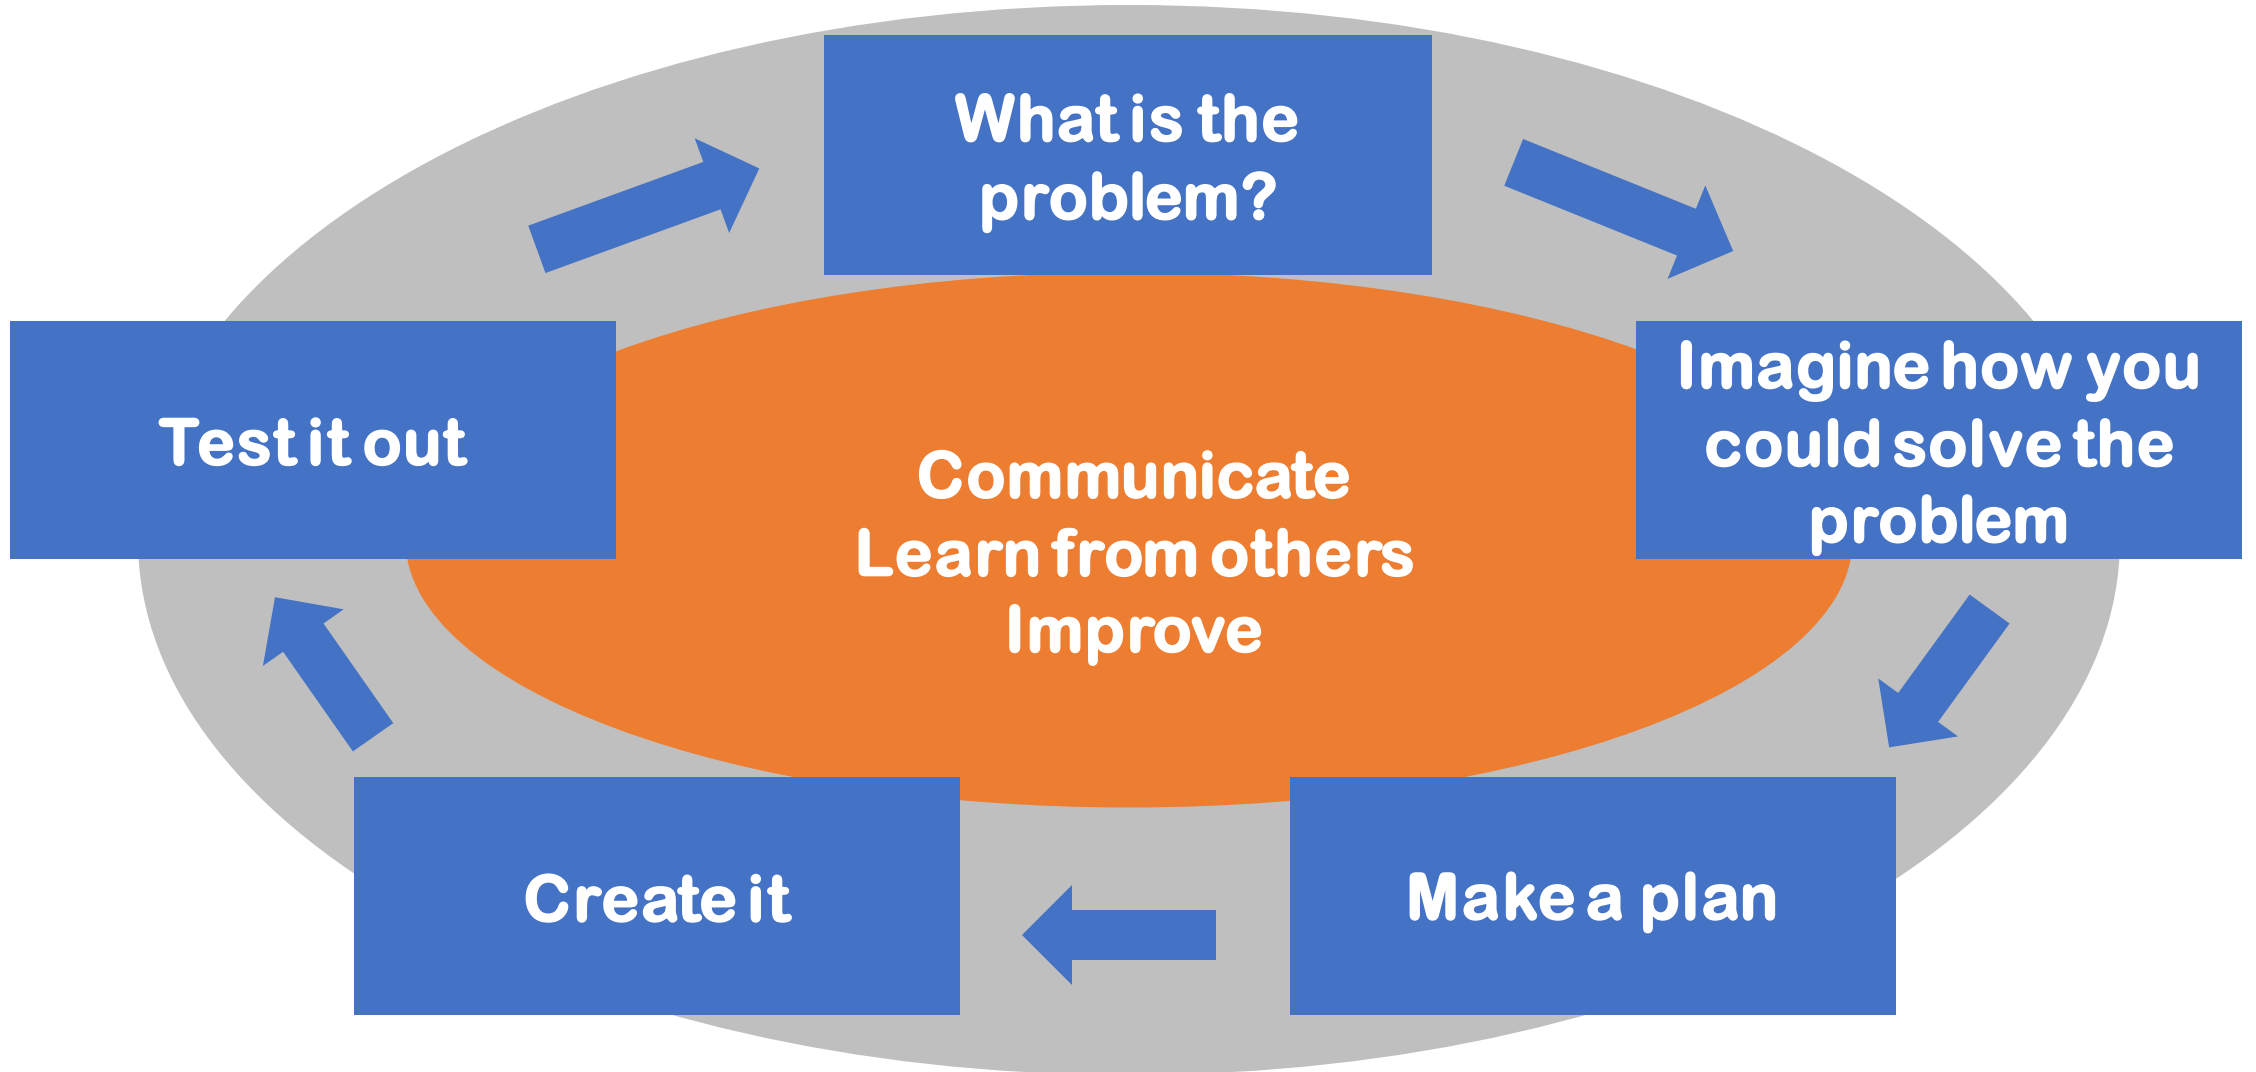 What is the
problem?
Imagine how you
could solve the
problem
Make a plan
Create it
Test it out
Communicate
Learn from others
Improve